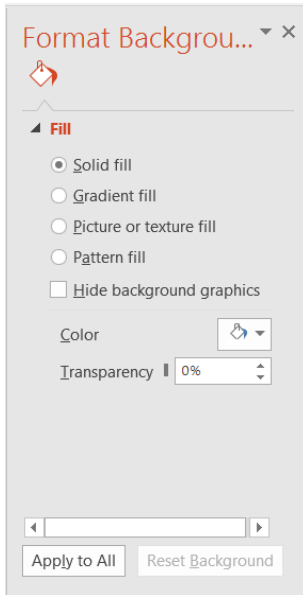 Format Backgrou...
Fill
Solid fill
Gradient fill
Picture or texture fill
Pattern fill
Hide background graphics
Color
Transparency 0%
Apply to All Reset Background